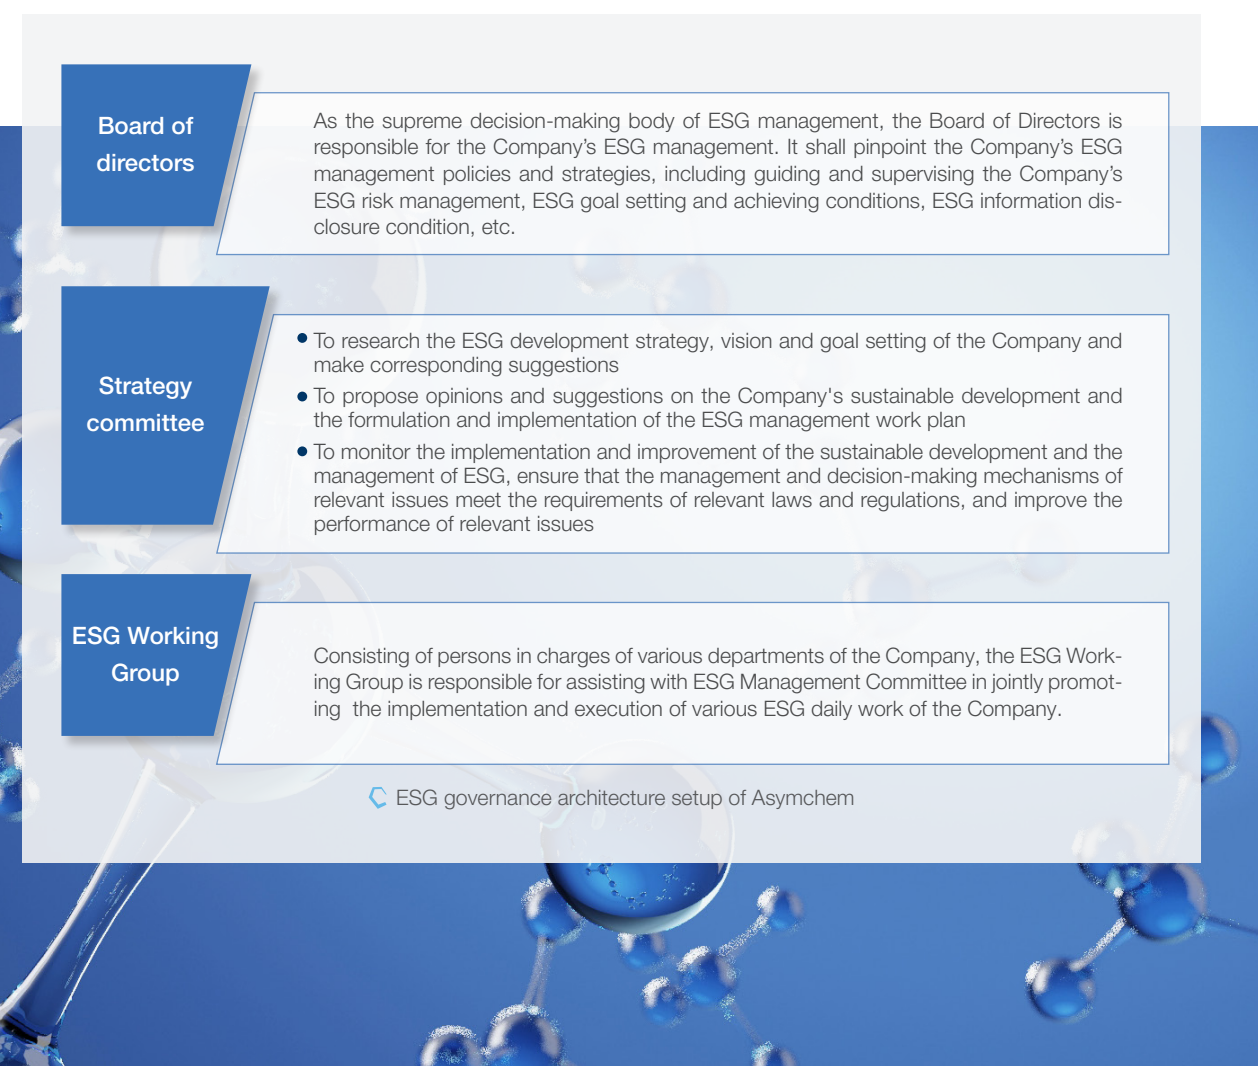 Board of
directors
As the supreme decision-making body of ESG management, the Board of Directors is
responsible for the Company’s ESG management. It shall pinpoint the Company’s ESG
management policies and strategies, including guiding and supervising the Company’s
ESG risk management, ESG goal setting and achieving conditions, ESG information dis-
closure condition, etc.
Strategy
committee
● To research the ESG development strategy, vision and goal setting of the Company and
make corresponding suggestions
● To propose opinions and suggestions on the Company's sustainable development and
the formulation and implementation of the ESG management work plan
● To monitor the implementation and improvement of the sustainable development and the
management of ESG, ensure that the management and decision-making mechanisms of
relevant issues meet the requirements of relevant laws and regulations, and improve the
performance of relevant issues
ESG Working
Group
Consisting of persons in charges of various departments of the Company, the ESG Work-
ing Group is responsible for assisting with ESG Management Committee in jointly promot-
ing the implementation and execution of various ESG daily work of the Company.
ESG governance architecture setup of Asymchem